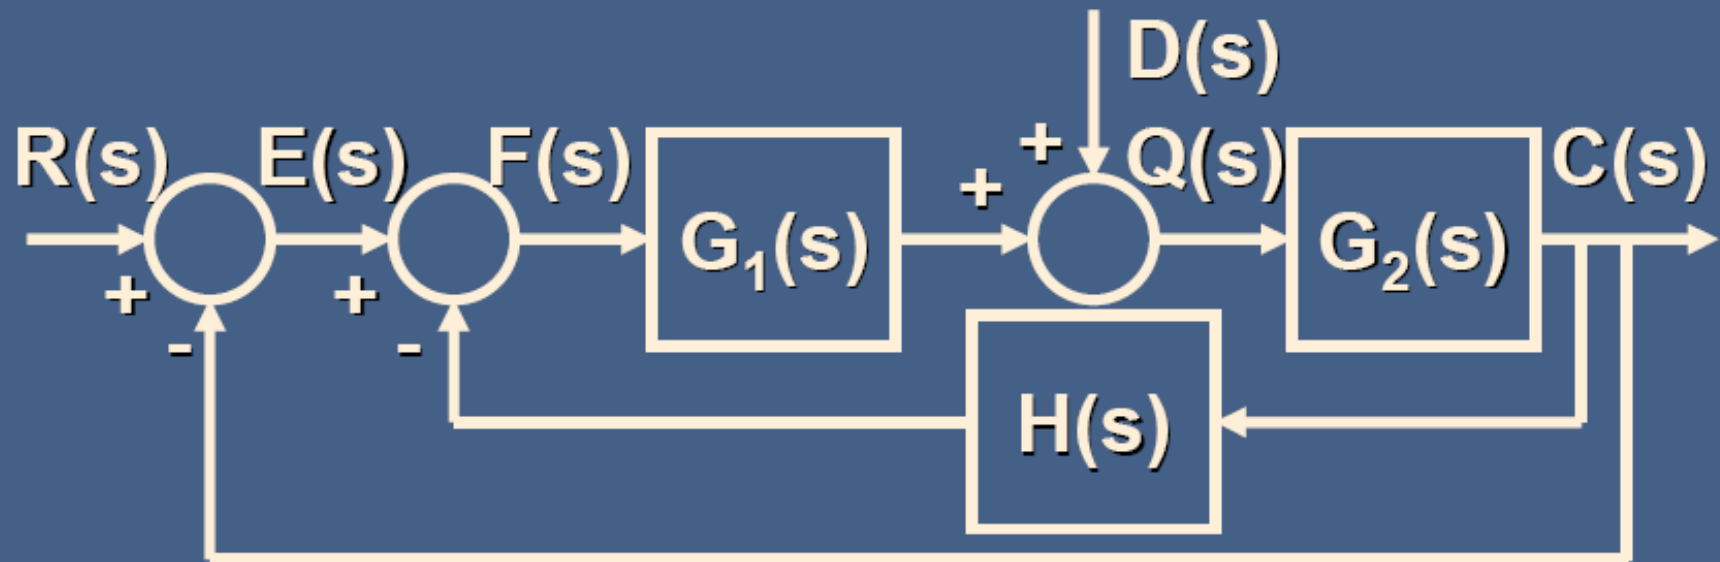 D(s)
R(s) E(s) F(s) + Q(s) C(s)
+
G₁(s) G₂(s)
+ +
- -
H(s)